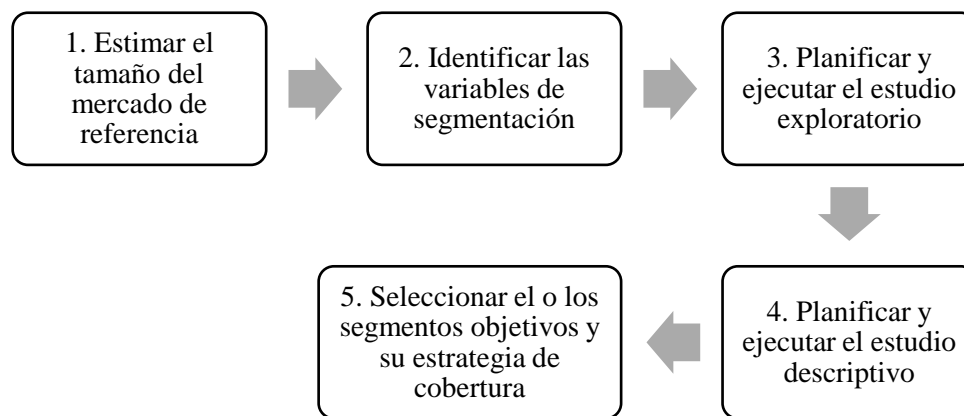 1. Estimar el
tamaño del
mercado de
referencia
2. Identificar las
variables de
segmentación
3. Planificar y
ejecutar el estudio
exploratorio
4. Planificar y
ejecutar el estudio
descriptivo
5. Seleccionar el o los
segmentos objetivos y
su estrategia de
cobertura